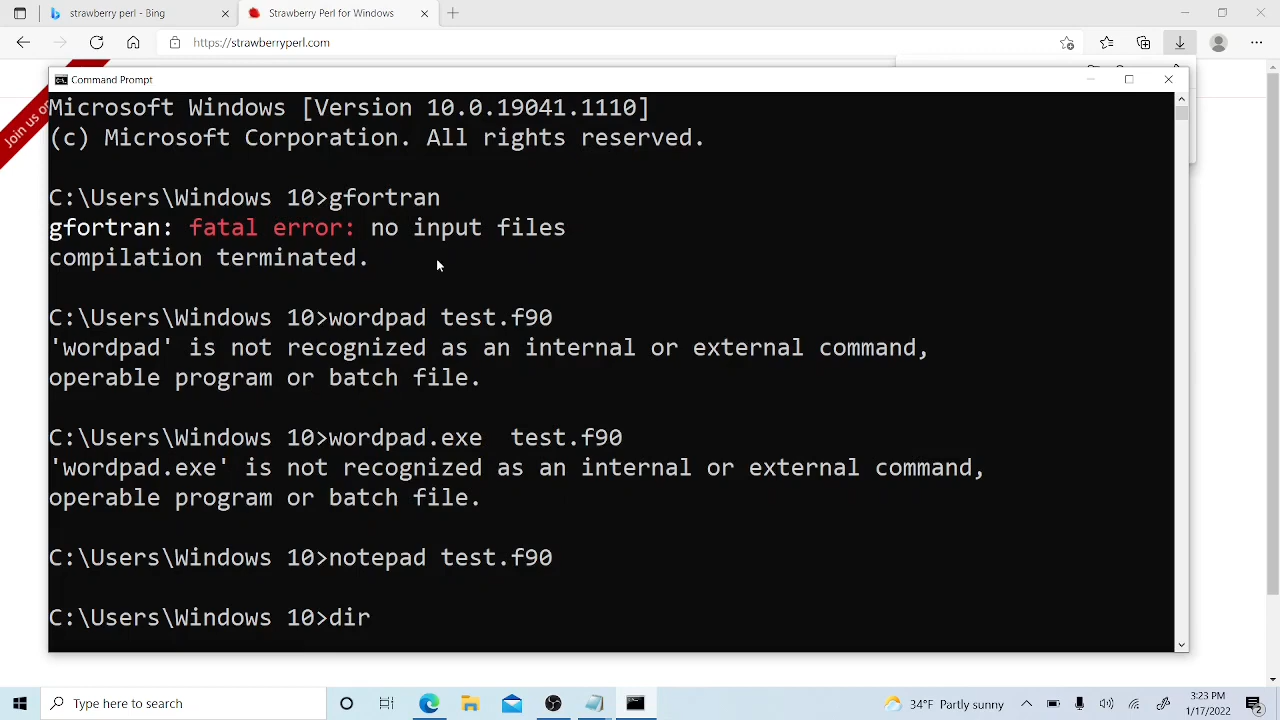 strawberry perl - Bing
Strawberry Perl for Windows
https://strawberryperl.com
Join us o
Command Prompt
Microsoft Windows [Version 10.0.19041.1110]
(c) Microsoft Corporation. All rights reserved.
C:\Users\Windows 10>gfortran
gfortran: fatal error: no input files
compilation terminated.
C:\Users\Windows 10>wordpad test.f90
'wordpad' is not recognized as an internal or external command,
operable program or batch file.
C:\Users\Windows 10>wordpad.exe  test.f90
'wordpad.exe' is not recognized as an internal or external command,
operable program or batch file.
C:\Users\Windows 10>notepad test.f90
C:\Users\Windows 10>dir
Type here to search
34°F Partly sunny
3:23 PM
1/17/2022
2